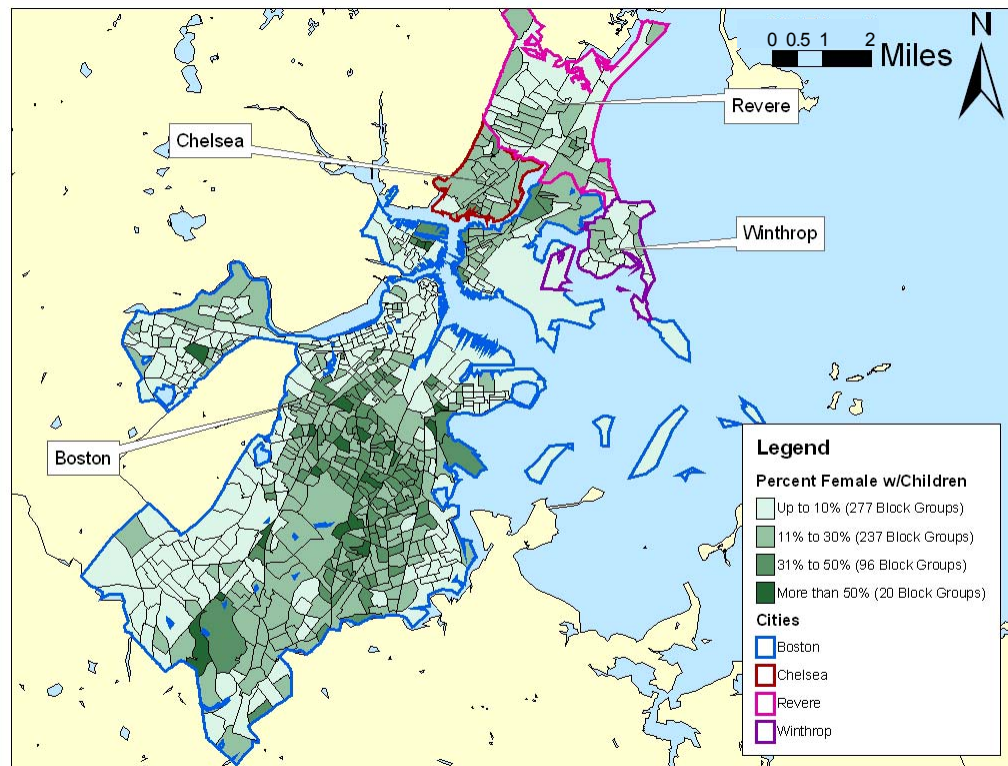 N
0 0.5 1 2
Miles
Revere
Chelsea
Winthrop
Boston
Legend
Percent Female w/Children
Up to 10% (277 Block Groups)
11% to 30% (237 Block Groups)
31% to 50% (96 Block Groups)
More than 50% (20 Block Groups)
Cities
Boston
Chelsea
Revere
Winthrop